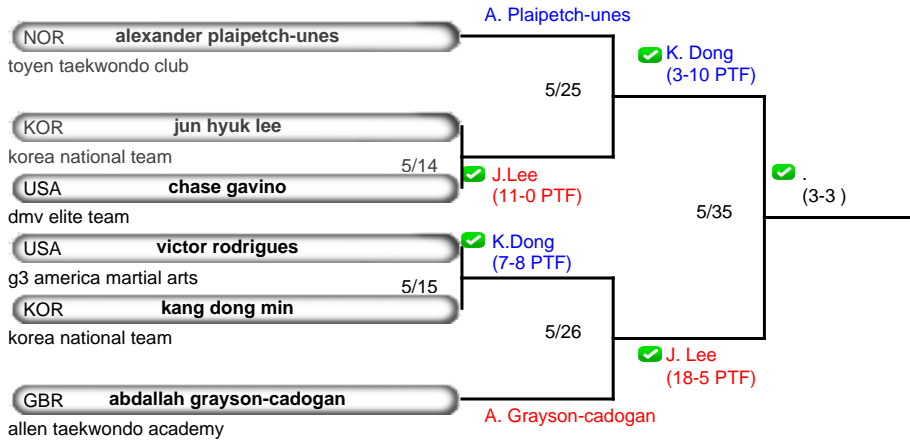 A. Plaipetch-unes
NOR alexander plaipetch-unes
toyen taekwondo club
K. Dong
(3-10 PTF)
5/25
KOR jun hyuk lee
korea national team
5/14
J.Lee
(11-0 PTF)
USA chase gavino
dmv elite team
.
(3-3 )
5/35
USA victor rodrigues
g3 america martial arts
K.Dong
(7-8 PTF)
5/15
KOR kang dong min
korea national team
5/26
J. Lee
(18-5 PTF)
GBR abdallah grayson-cadogan
allen taekwondo academy
A. Grayson-cadogan